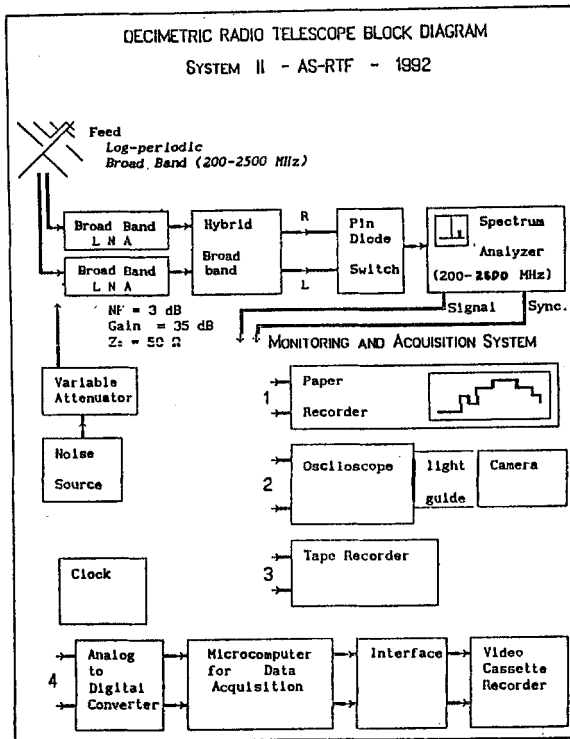 DECIMETRIC RADIO TELESCOPE BLOCK DIAGRAM
SYSTEM II - AS-RTF - 1992
Feed
Log-periodic
Broad Band (200-2500 MHz)
Broad Band
L N A
Broad Band
L N A
NF = 3 dB
Gain = 35 dB
Z₀ = 50 Ω
Hybrid
Broad
band
R
L
Pin
Diode
Switch
Spectrum
Analyzer
(200-2500 MHz)
Signal
Sync.
MONITORING AND ACQUISITION SYSTEM
Variable
Attenuator
Noise
Source
1
Paper
Recorder
2
Osciloscope
light
guide
Camera
3
Tape Recorder
Clock
4
Analog
to
Digital
Converter
Microcomputer
for Data
Acquisition
Interface
Video
Cassette
Recorder